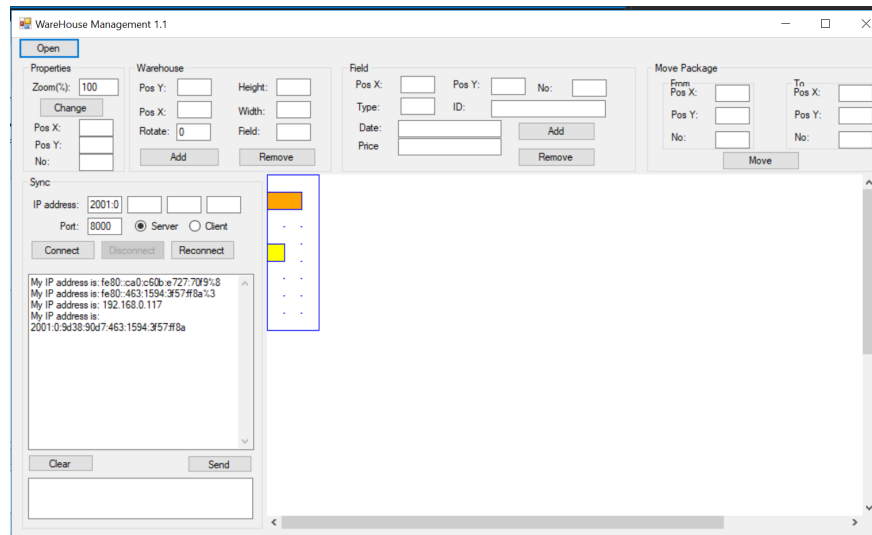 WareHouse Management 1.1
Open
Properties
Zoom(%): 100
Change
Pos X:
Pos Y:
No:
Warehouse
Pos Y: Height:
Pos X: Width:
Rotate: 0 Field:
Add Remove
Field
Pos X: Pos Y: No:
Type: ID:
Date: Add
Price
Remove
Move Package
From To
Pos X: Pos X:
Pos Y: Pos Y:
No: No:
Move
Sync
IP address: 2001:0
Port: 8000 Server Client
Connect Disconnect Reconnect
My IP address is: fe80::ca0:c60b:e727:70f9%8
My IP address is: fe80::463:1594:3f57:ff8a%3
My IP address is: 192.168.0.117
My IP address is:
2001:0:9d38:90d7:463:1594:3f57:ff8a
Clear Send